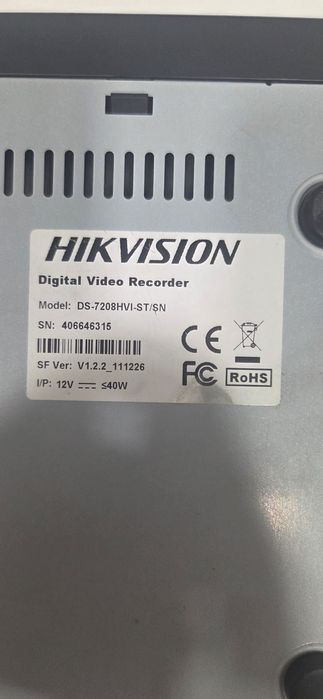 HIKVISION
Digital Video Recorder
Model: DS-7208HVI-ST/SN
SN: 406646315
SF Ver: V1.2.2_111226
I/P: 12V ⎓ ≤40W
CE
FC
RoHS